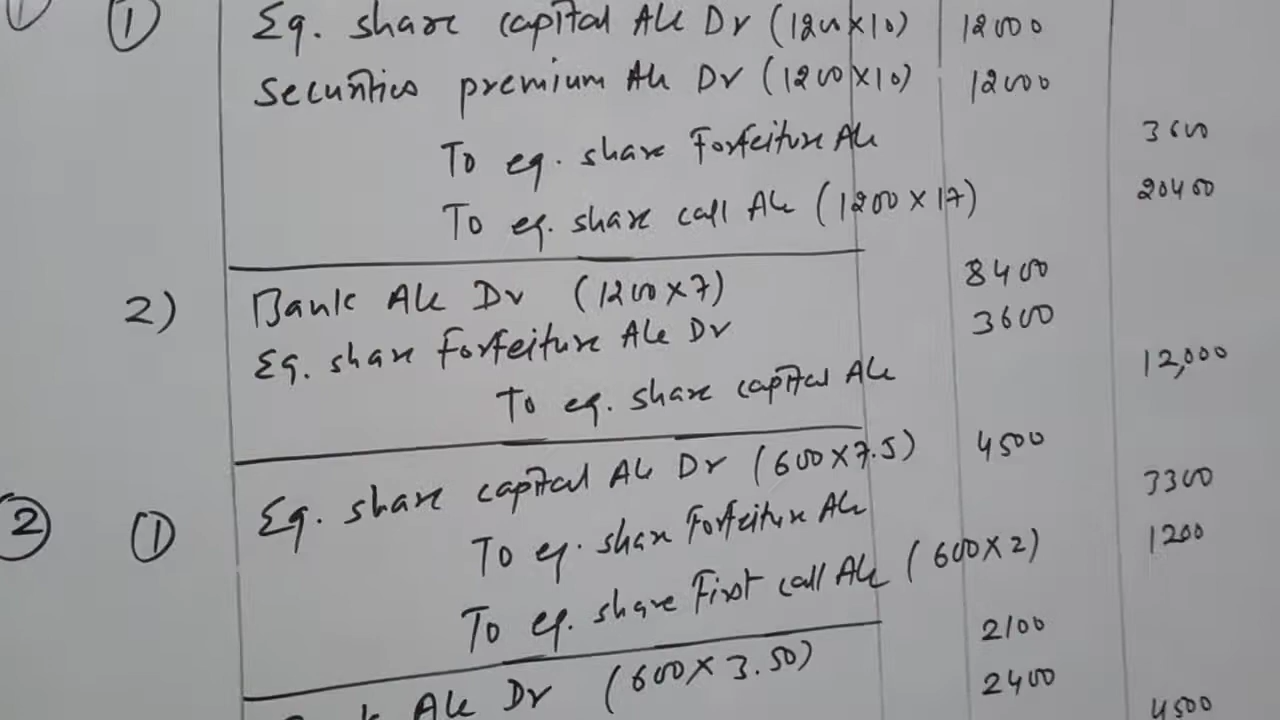 ① ① Eq. share capital A/c Dr (1200×10) 12000
Securities premium A/c Dr (1200×10) 12000
To eq. share Forfeiture A/c 3600
To eq. share call A/c (1200×17) 20400
2) Bank A/c Dr (1200×7) 8400
Eq. share Forfeiture A/c Dr 3600
To eq. share capital A/c 12,000
② ① Eq. share capital A/c Dr (600×7.5) 4500
To eq. share Forfeiture A/c 3300
To eq. share First call A/c (600×2) 1200
A/c Dr (600×3.50) 2100
2400
4500